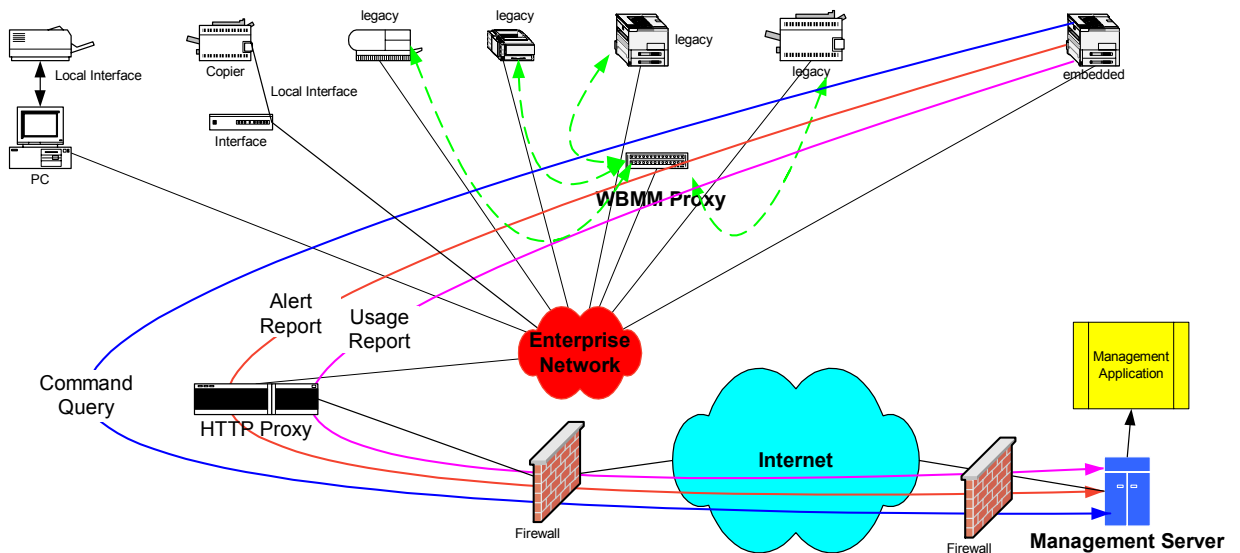 legacy
legacy
legacy
legacy
embedded
Local Interface
Copier
Local Interface
Interface
PC
WBMM Proxy
Alert
Report
Usage
Report
Enterprise
Network
Command
Query
HTTP Proxy
Management
Application
Internet
Firewall
Firewall
Management Server